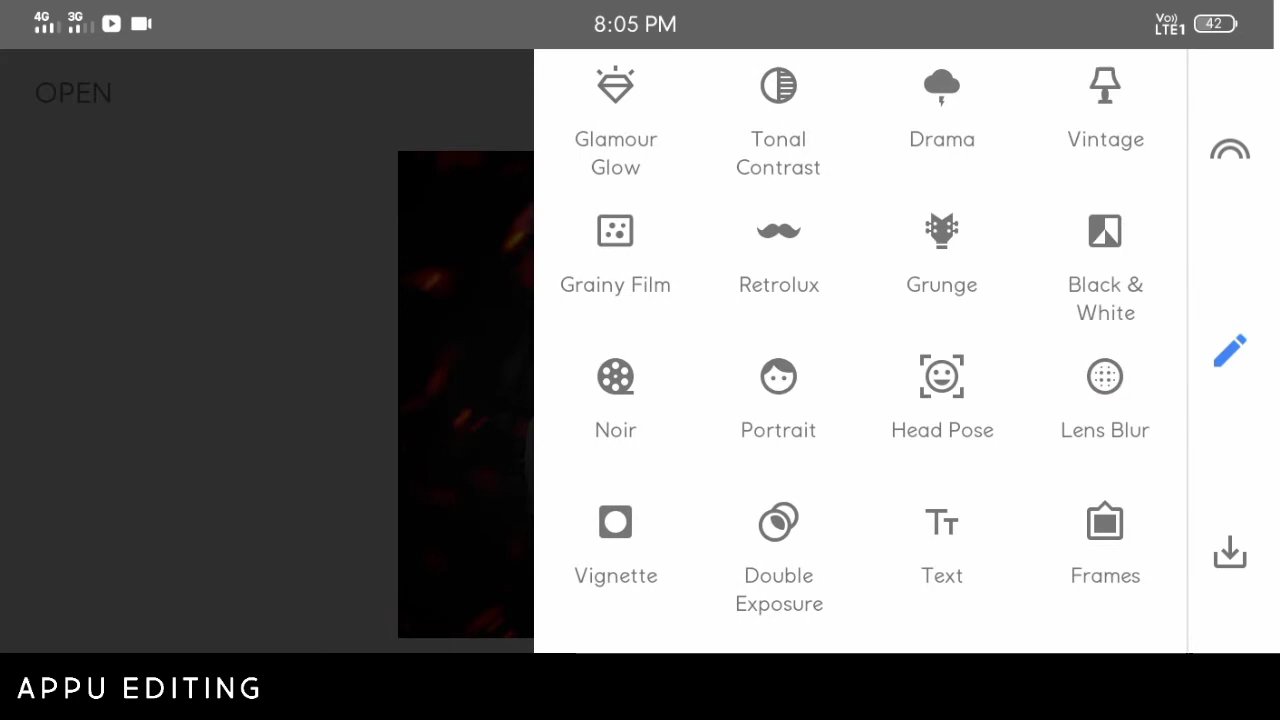 4G 3G 8:05 PM Vo)) LTE1 42
OPEN
Glamour Glow
Tonal Contrast
Drama
Vintage
Grainy Film
Retrolux
Grunge
Black & White
Noir
Portrait
Head Pose
Lens Blur
Vignette
Double Exposure
Text
Frames
APPU EDITING